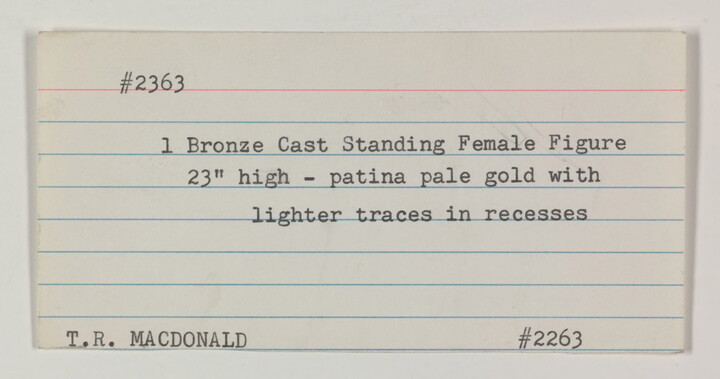 #2363
1 Bronze Cast Standing Female Figure
23" high - patina pale gold with
lighter traces in recesses
T.R. MACDONALD #2263